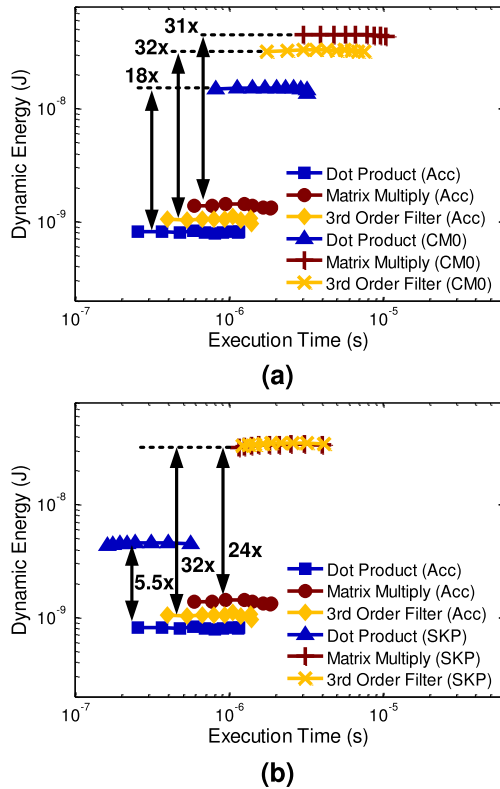 (a)
Dynamic Energy (J)
31x
32x
18x
10^-8
10^-9
Dot Product (Acc)
Matrix Multiply (Acc)
3rd Order Filter (Acc)
Dot Product (CM0)
Matrix Multiply (CM0)
3rd Order Filter (CM0)
10^-7
10^-6
10^-5
Execution Time (s)
(a)
Dynamic Energy (J)
10^-8
10^-9
5.5x
32x
24x
Dot Product (Acc)
Matrix Multiply (Acc)
3rd Order Filter (Acc)
Dot Product (SKP)
Matrix Multiply (SKP)
3rd Order Filter (SKP)
10^-7
10^-6
10^-5
Execution Time (s)
(b)